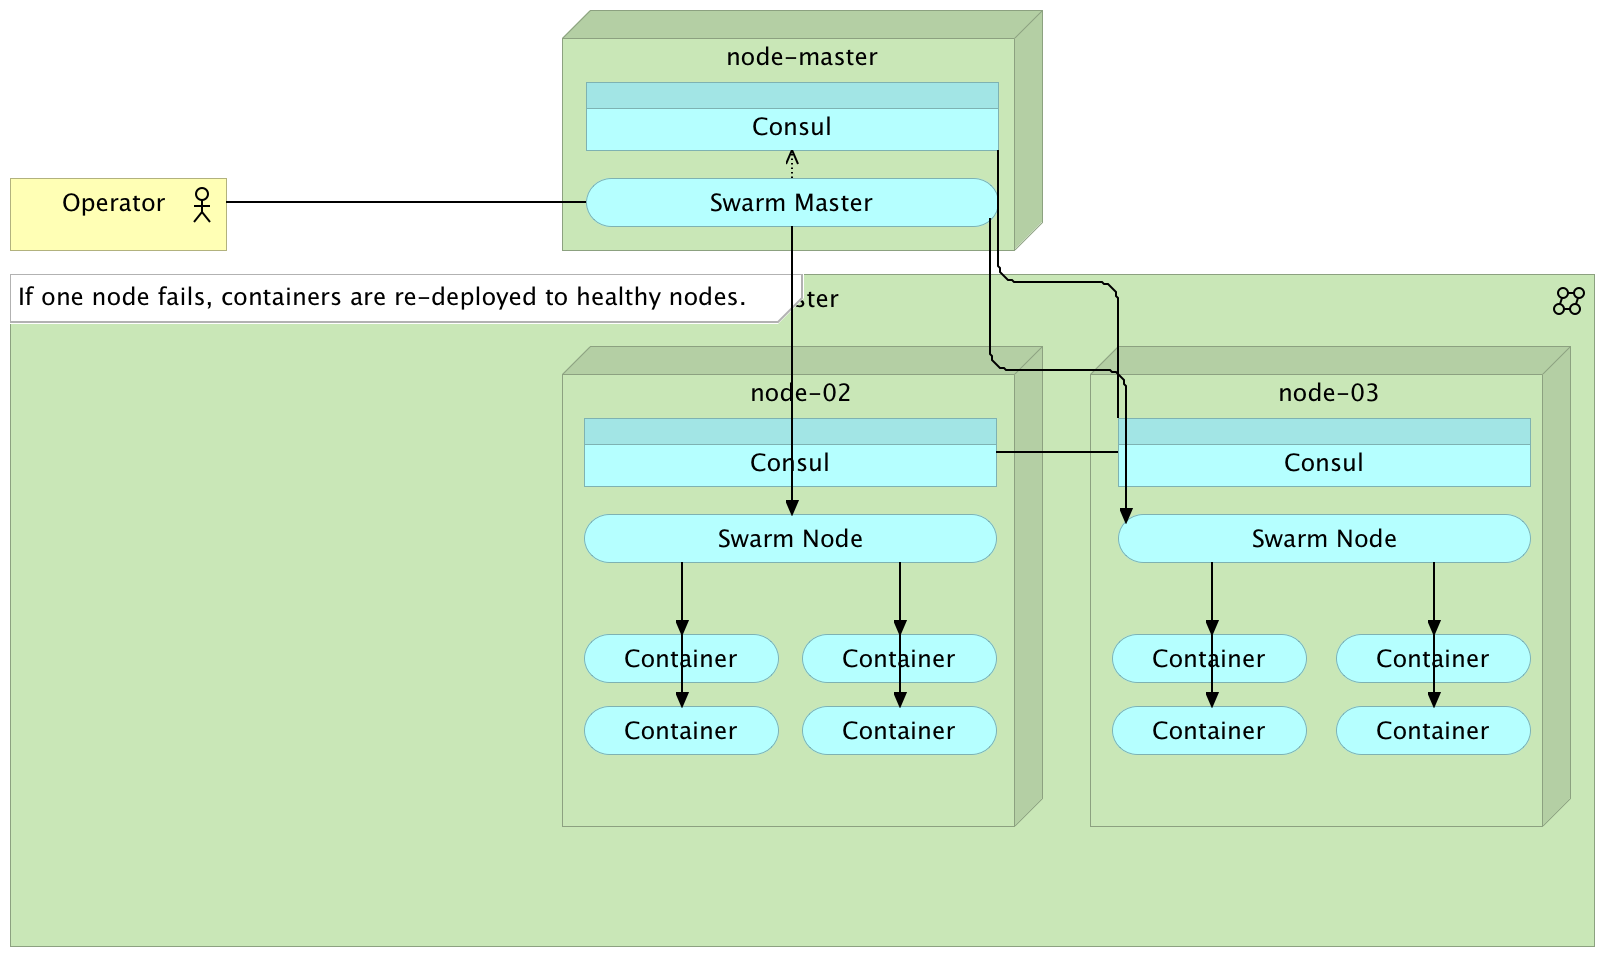 node-master
Consul
Operator
Swarm Master
If one node fails, containers are re-deployed to healthy nodes.
node-02
node-03
Consul
Consul
Swarm Node
Swarm Node
Container
Container
Container
Container
Container
Container
Container
Container